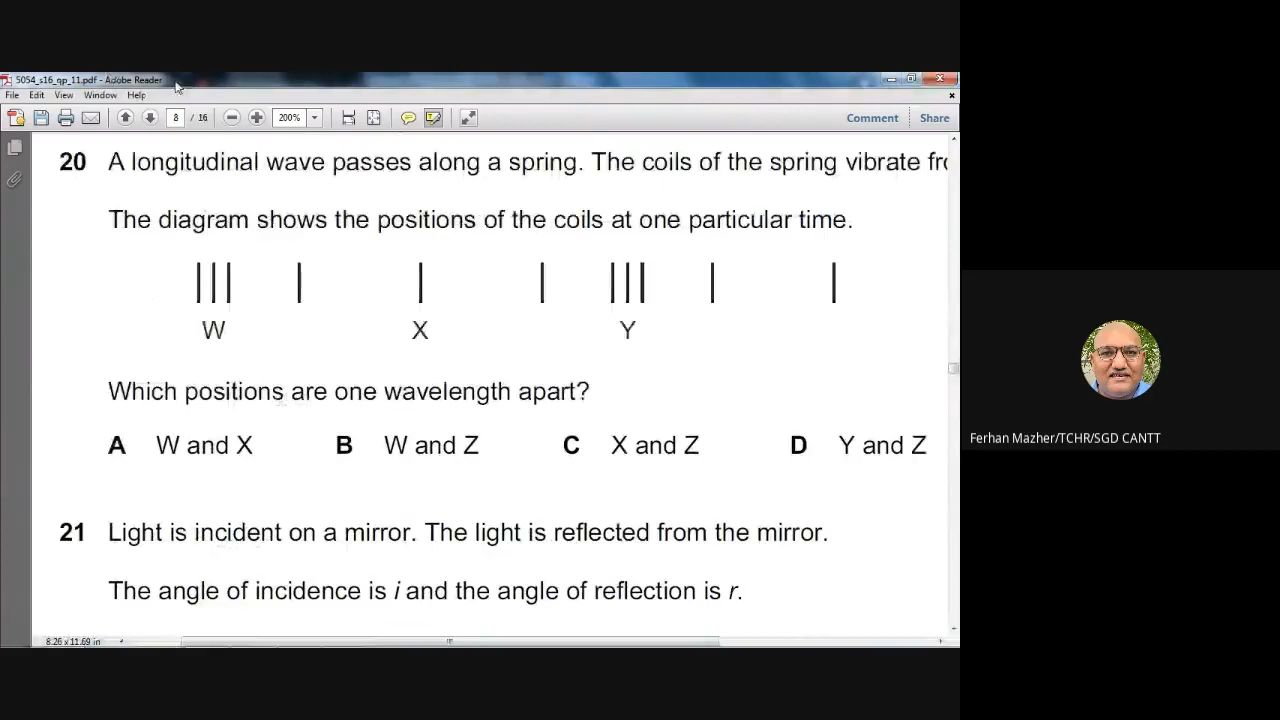 5054_s16_qp_11.pdf - Adobe Reader
File Edit View Window Help
8 / 16 200% Comment Share
20 A longitudinal wave passes along a spring. The coils of the spring vibrate fro
The diagram shows the positions of the coils at one particular time.
W X Y
Which positions are one wavelength apart?
A W and X B W and Z C X and Z D Y and Z
21 Light is incident on a mirror. The light is reflected from the mirror.
The angle of incidence is i and the angle of reflection is r.
8.26 x 11.69 in
Ferhan Mazher/TCHR/SGD CANTT